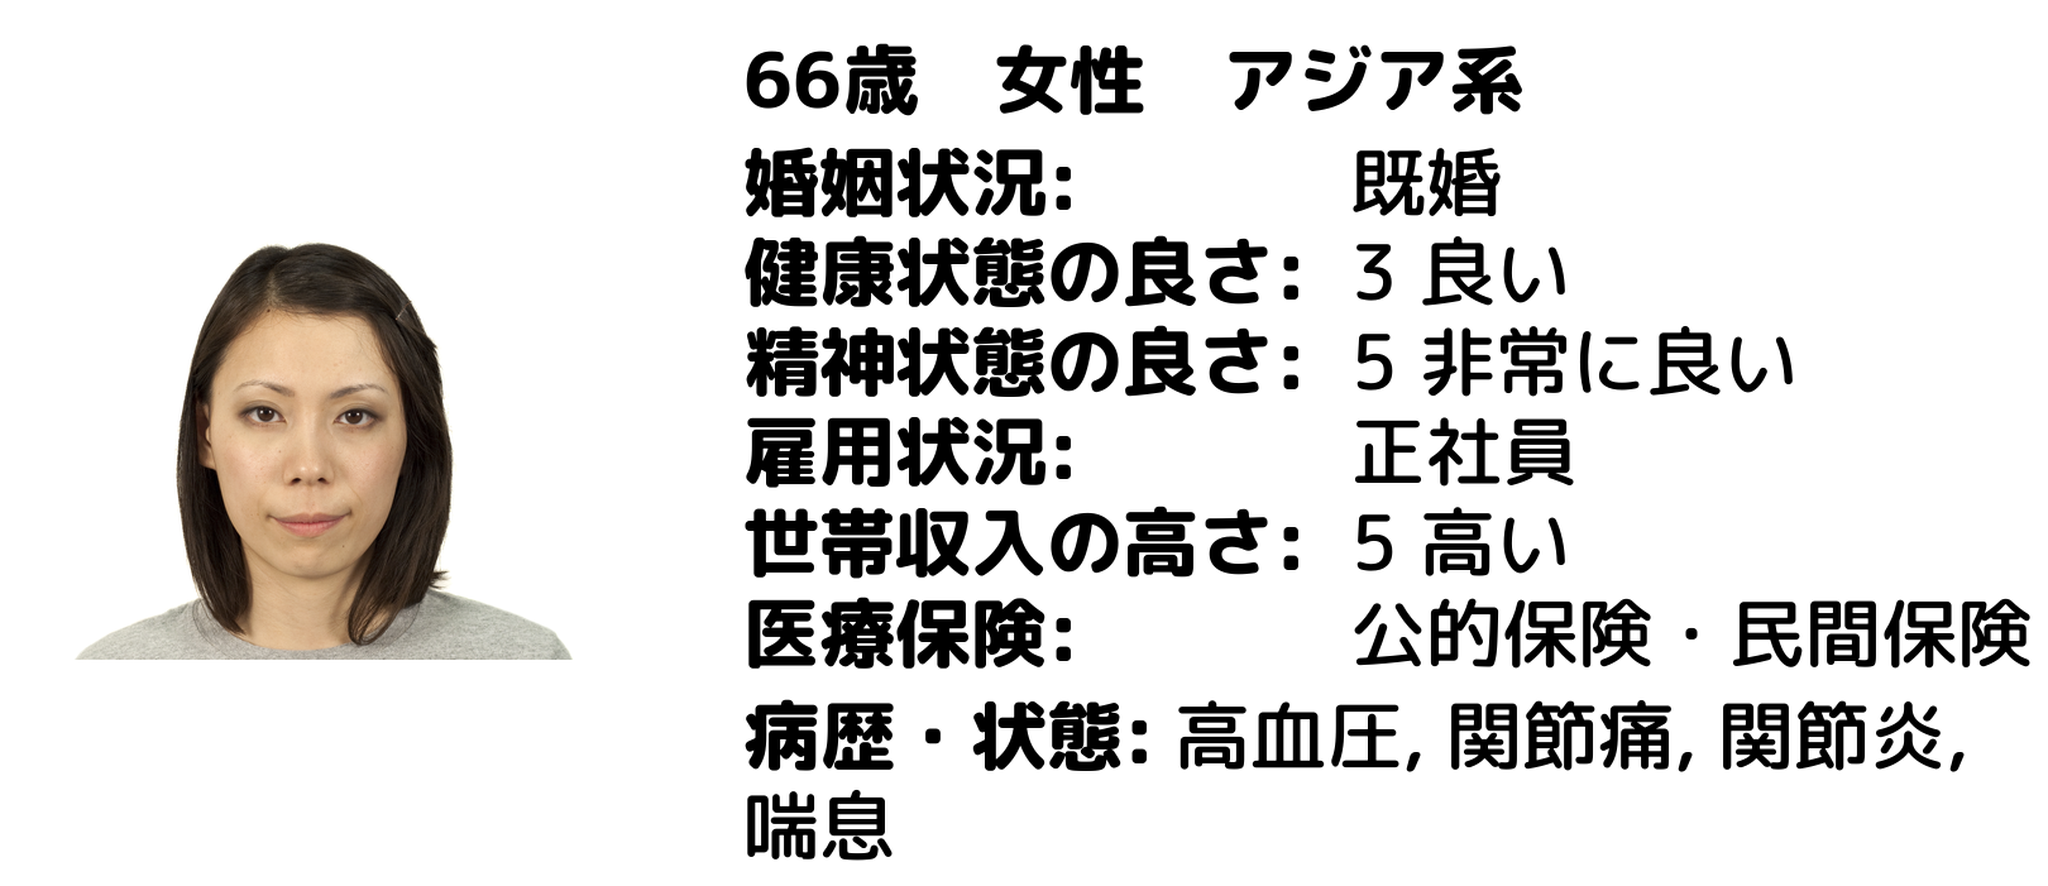 66歳　女性　アジア系
婚姻状況: 既婚
健康状態の良さ: 3 良い
精神状態の良さ: 5 非常に良い
雇用状況: 正社員
世帯収入の高さ: 5 高い
医療保険: 公的保険・民間保険
病歴・状態: 高血圧, 関節痛, 関節炎,
喘息